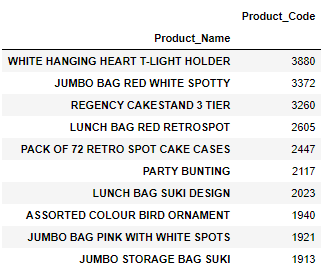 Product_Code
Product_Name
WHITE HANGING HEART T-LIGHT HOLDER 3880
JUMBO BAG RED WHITE SPOTTY 3372
REGENCY CAKESTAND 3 TIER 3260
LUNCH BAG RED RETROSPOT 2605
PACK OF 72 RETRO SPOT CAKE CASES 2447
PARTY BUNTING 2117
LUNCH BAG SUKI DESIGN 2023
ASSORTED COLOUR BIRD ORNAMENT 1940
JUMBO BAG PINK WITH WHITE SPOTS 1921
JUMBO STORAGE BAG SUKI 1913